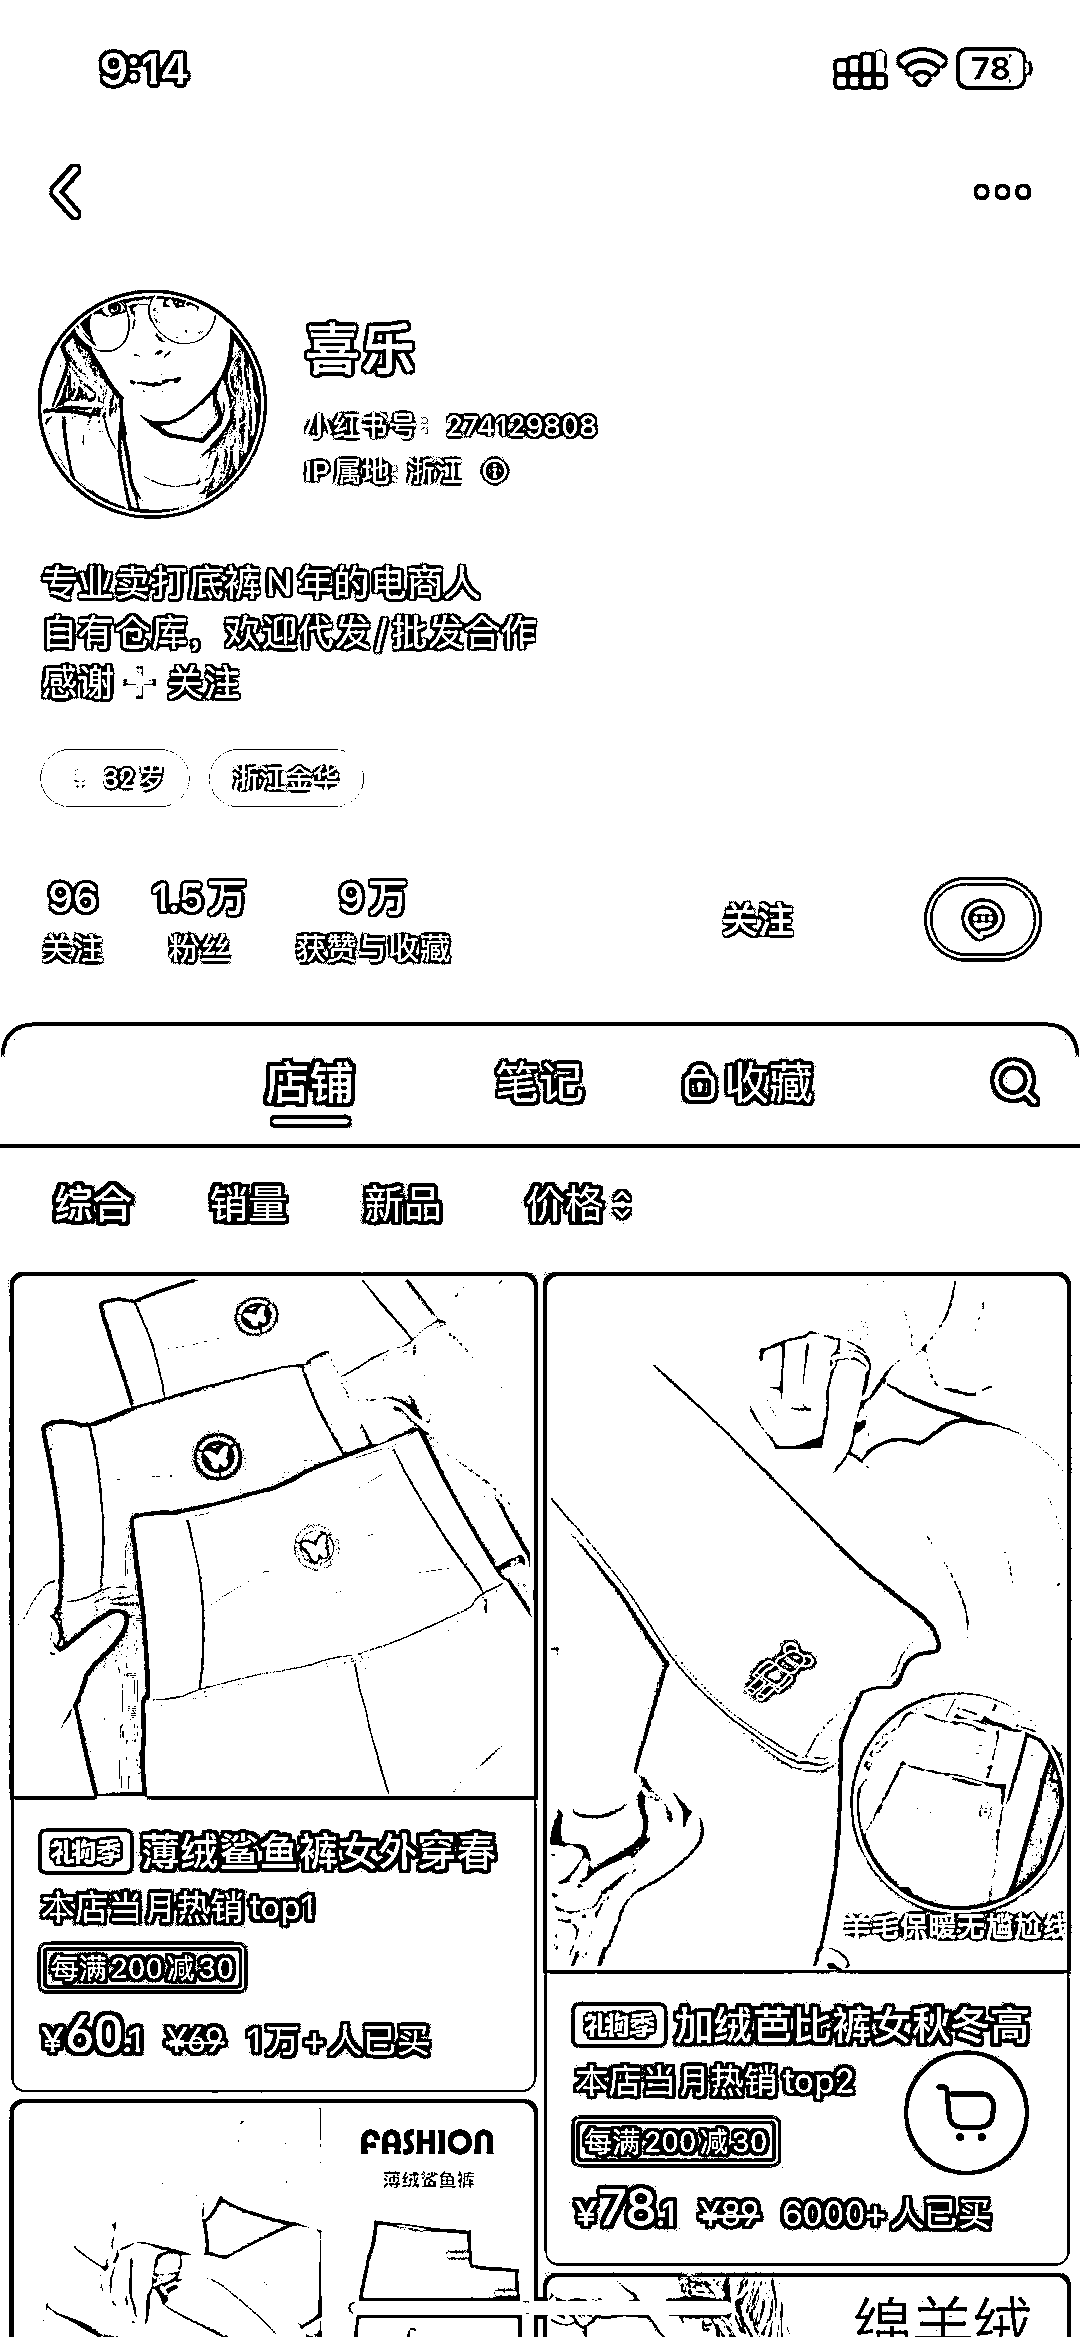 9:14
78
喜乐
小红书号：274129808
IP属地：浙江
专业卖打底裤N年的电商人
自有仓库，欢迎代发/批发合作
感谢➕关注
32岁 浙江金华
96 1.5万 9万
关注 粉丝 获赞与收藏
关注
店铺 笔记 收藏
综合 销量 新品 价格
礼物季 薄绒鲨鱼裤女外穿春
本店当月热销top1
每满200减30
¥60.1 ¥69 1万+人已买
羊毛保暖无尴尬线
礼物季 加绒芭比裤女秋冬高
本店当月热销top2
每满200减30
¥78.1 ¥89 6000+人已买
FASHION
薄绒鲨鱼裤
绵羊绒